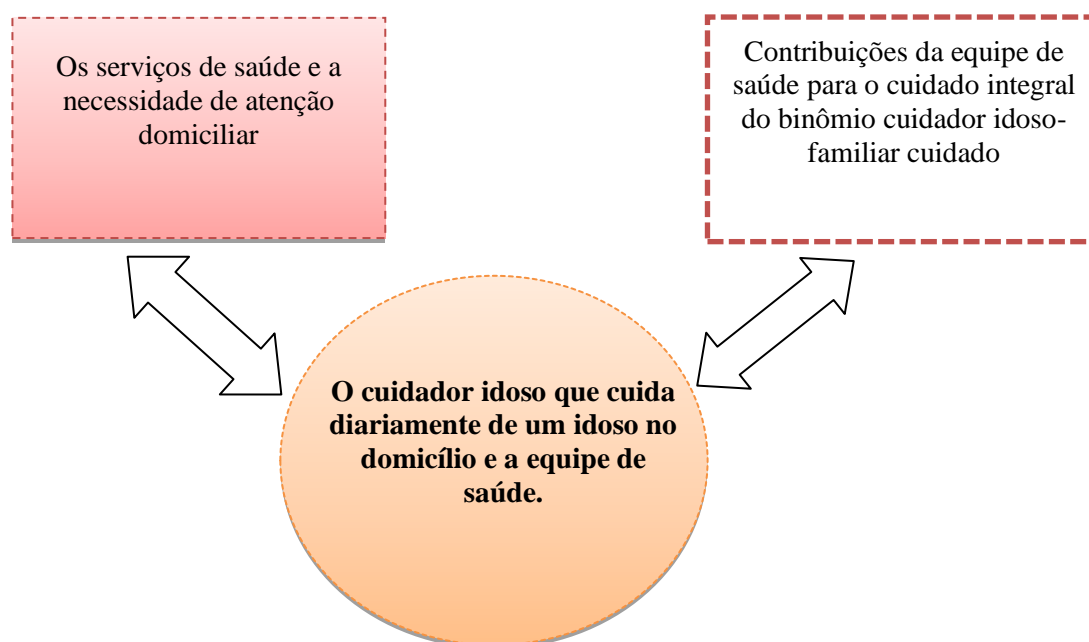 Os serviços de saúde e a
necessidade de atenção
domiciliar
Contribuições da equipe de
saúde para o cuidado integral
do binômio cuidador idoso-
familiar cuidado
O cuidador idoso que cuida
diariamente de um idoso no
domicílio e a equipe de
saúde.